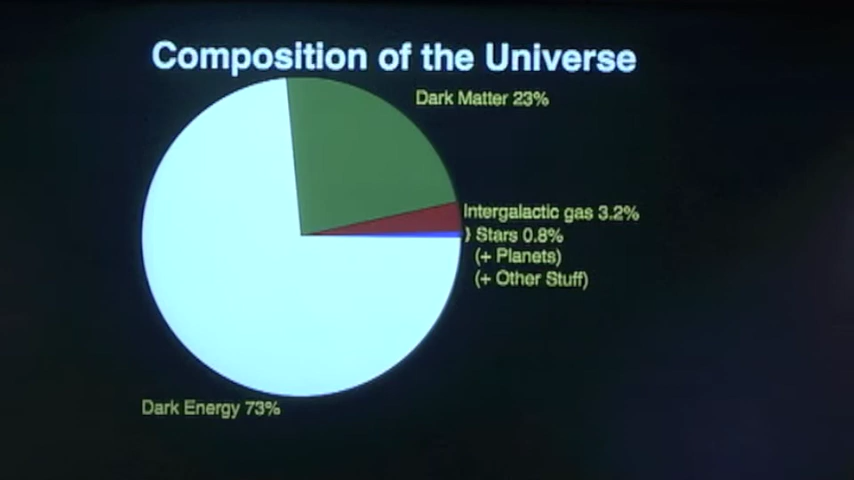 Composition of the Universe
Dark Matter 23%
Intergalactic gas 3.2%
} Stars 0.8%
(+ Planets)
(+ Other Stuff)
Dark Energy 73%